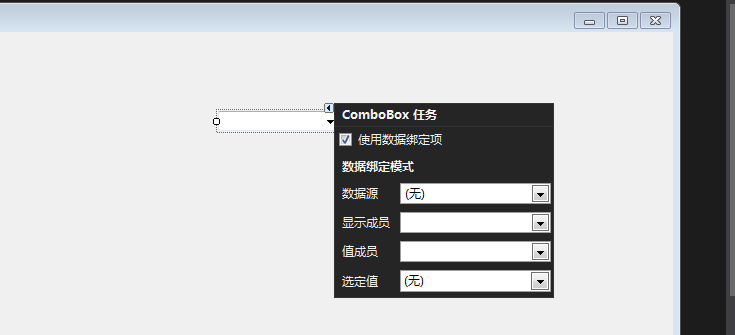 ComboBox 任务
使用数据绑定项
数据绑定模式
数据源 (无)
显示成员
值成员
选定值 (无)